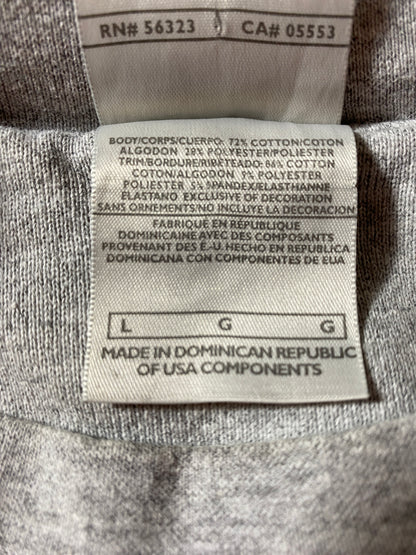 RN# 56323 CA# 05553
BODY/CORPS/CUERPO: 72% COTTON/COTON
ALGODON 28% POLYESTER/POLIESTER
TRIM/BORDURE/RIBETEADO: 86% COTTON
COTON/ALGODON 9% POLYESTER
POLIESTER 5% SPANDEX/ELASTHANNE
ELASTANO EXCLUSIVE OF DECORATION
SANS ORNEMENTS/NO INCLUYE LA DECORACION
FABRIQUÉ EN RÉPUBLIQUE
DOMINICAINE AVEC DES COMPOSANTS
PROVENANT DES É.-U. HECHO EN REPUBLICA
DOMINICANA CON COMPONENTES DE EUA
L G G
MADE IN DOMINICAN REPUBLIC
OF USA COMPONENTS